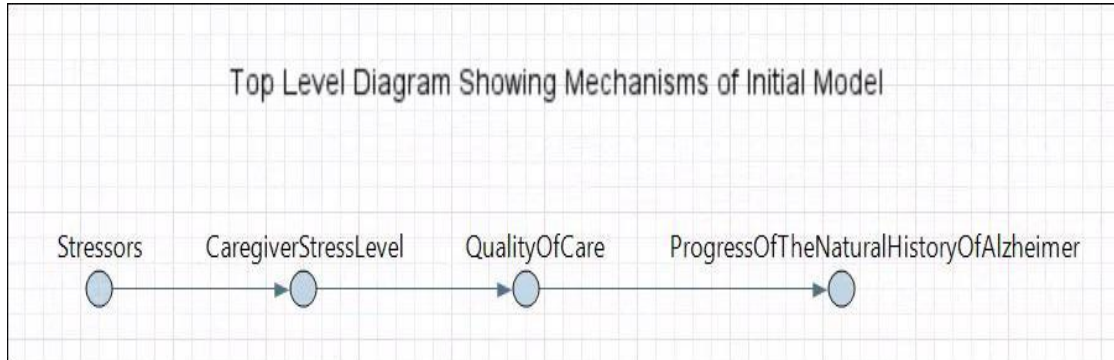 Top Level Diagram Showing Mechanisms of Initial Model
Stressors
CaregiverStressLevel
QualityOfCare
ProgressOfTheNaturalHistoryOfAlzheimer